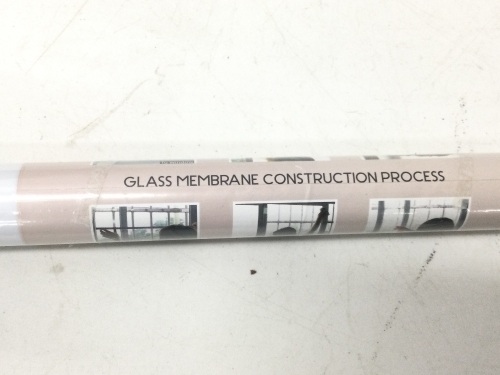 GLASS MEMBRANE CONSTRUCTION PROCESS